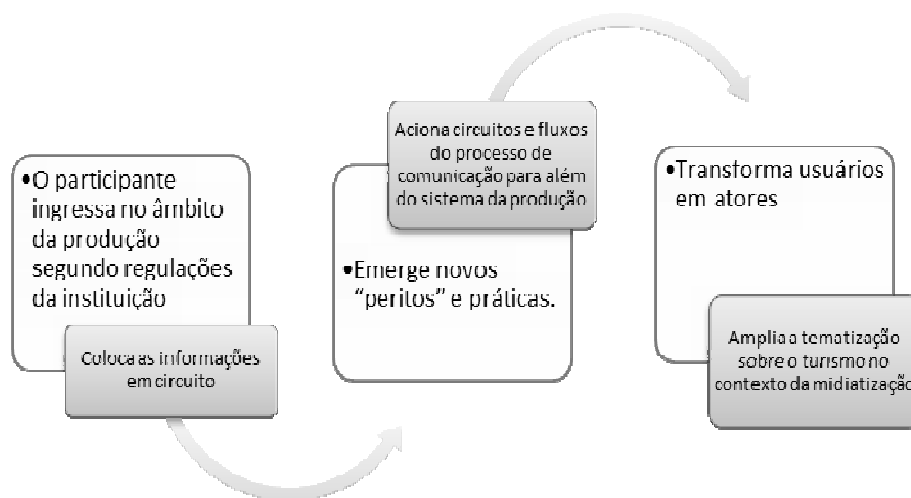 •O participante
ingressa no âmbito
da produção
segundo regulações
da instituição
Coloca as informações
em circuito
Aciona circuitos e fluxos
do processo de
comunicação para além
do sistema da produção
•Emerge novos
“peritos” e práticas.
•Transforma usuários
em atores
Amplia a tematização
sobre o turismo no
contexto da midiatização